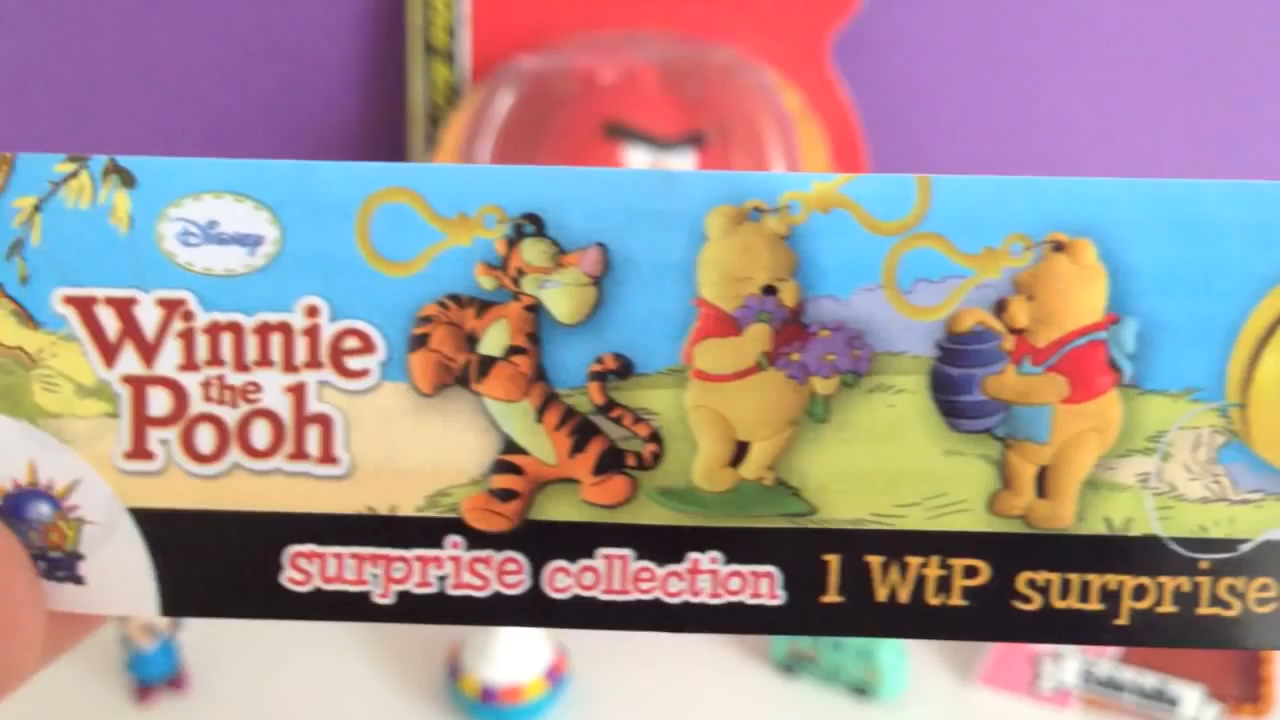 Disney
Winnie
the
Pooh
surprise collection 1 WtP surprise